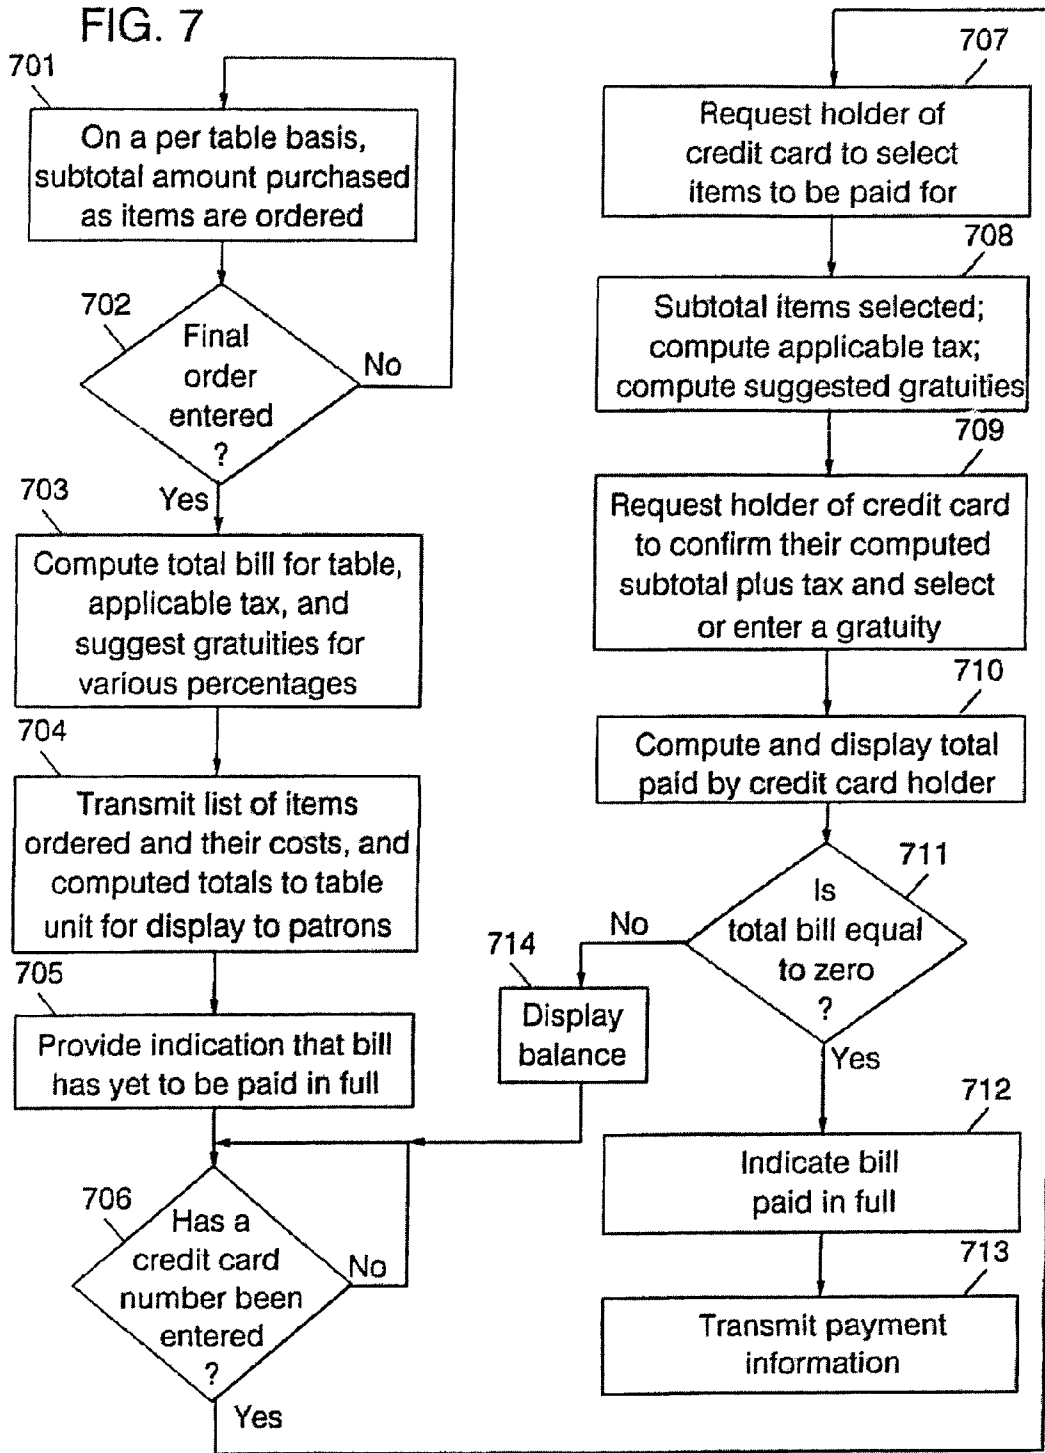 FIG. 7
701
On a per table basis,
subtotal amount purchased
as items are ordered
702
Final
order
entered
?
No
Yes
703
Compute total bill for table,
applicable tax, and
suggest gratuities for
various percentages
704
Transmit list of items
ordered and their costs, and
computed totals to table
unit for display to patrons
705
Provide indication that bill
has yet to be paid in full
706
Has a
credit card
number been
entered
?
No
Yes
707
Request holder of
credit card to select
items to be paid for
708
Subtotal items selected;
compute applicable tax;
compute suggested gratuities
709
Request holder of credit card
to confirm their computed
subtotal plus tax and select
or enter a gratuity
710
Compute and display total
paid by credit card holder
711
Is
total bill equal
to zero
?
No
714
Display
balance
Yes
712
Indicate bill
paid in full
713
Transmit payment
information